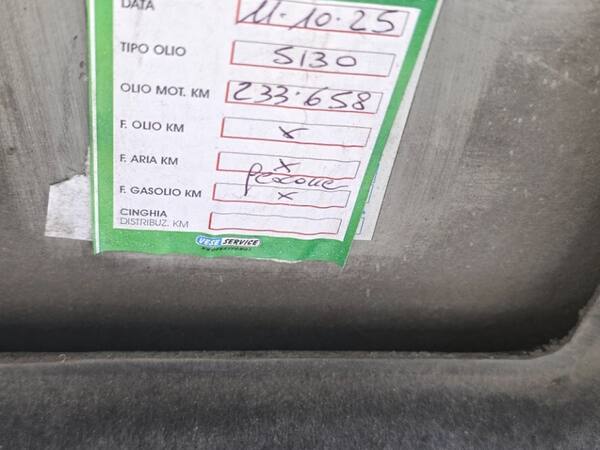 DATA 11.10.25
TIPO OLIO 5130
OLIO MOT. KM 233.658
F. OLIO KM x
F. ARIA KM x
F. GASOLIO KM x
CINGHIA
DISTRIBUZ. KM
VESE SERVICE